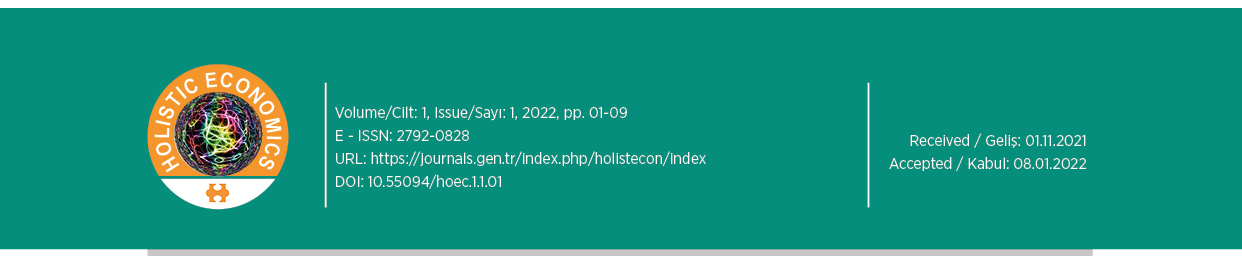 HOLISTIC ECONOMICS
Volume/Cilt: 1, Issue/Sayı: 1, 2022, pp. 01-09
E - ISSN: 2792-0828
URL: https://journals.gen.tr/index.php/holistecon/index
DOI: 10.55094/hoec.1.1.01
Received / Geliş: 01.11.2021
Accepted / Kabul: 08.01.2022